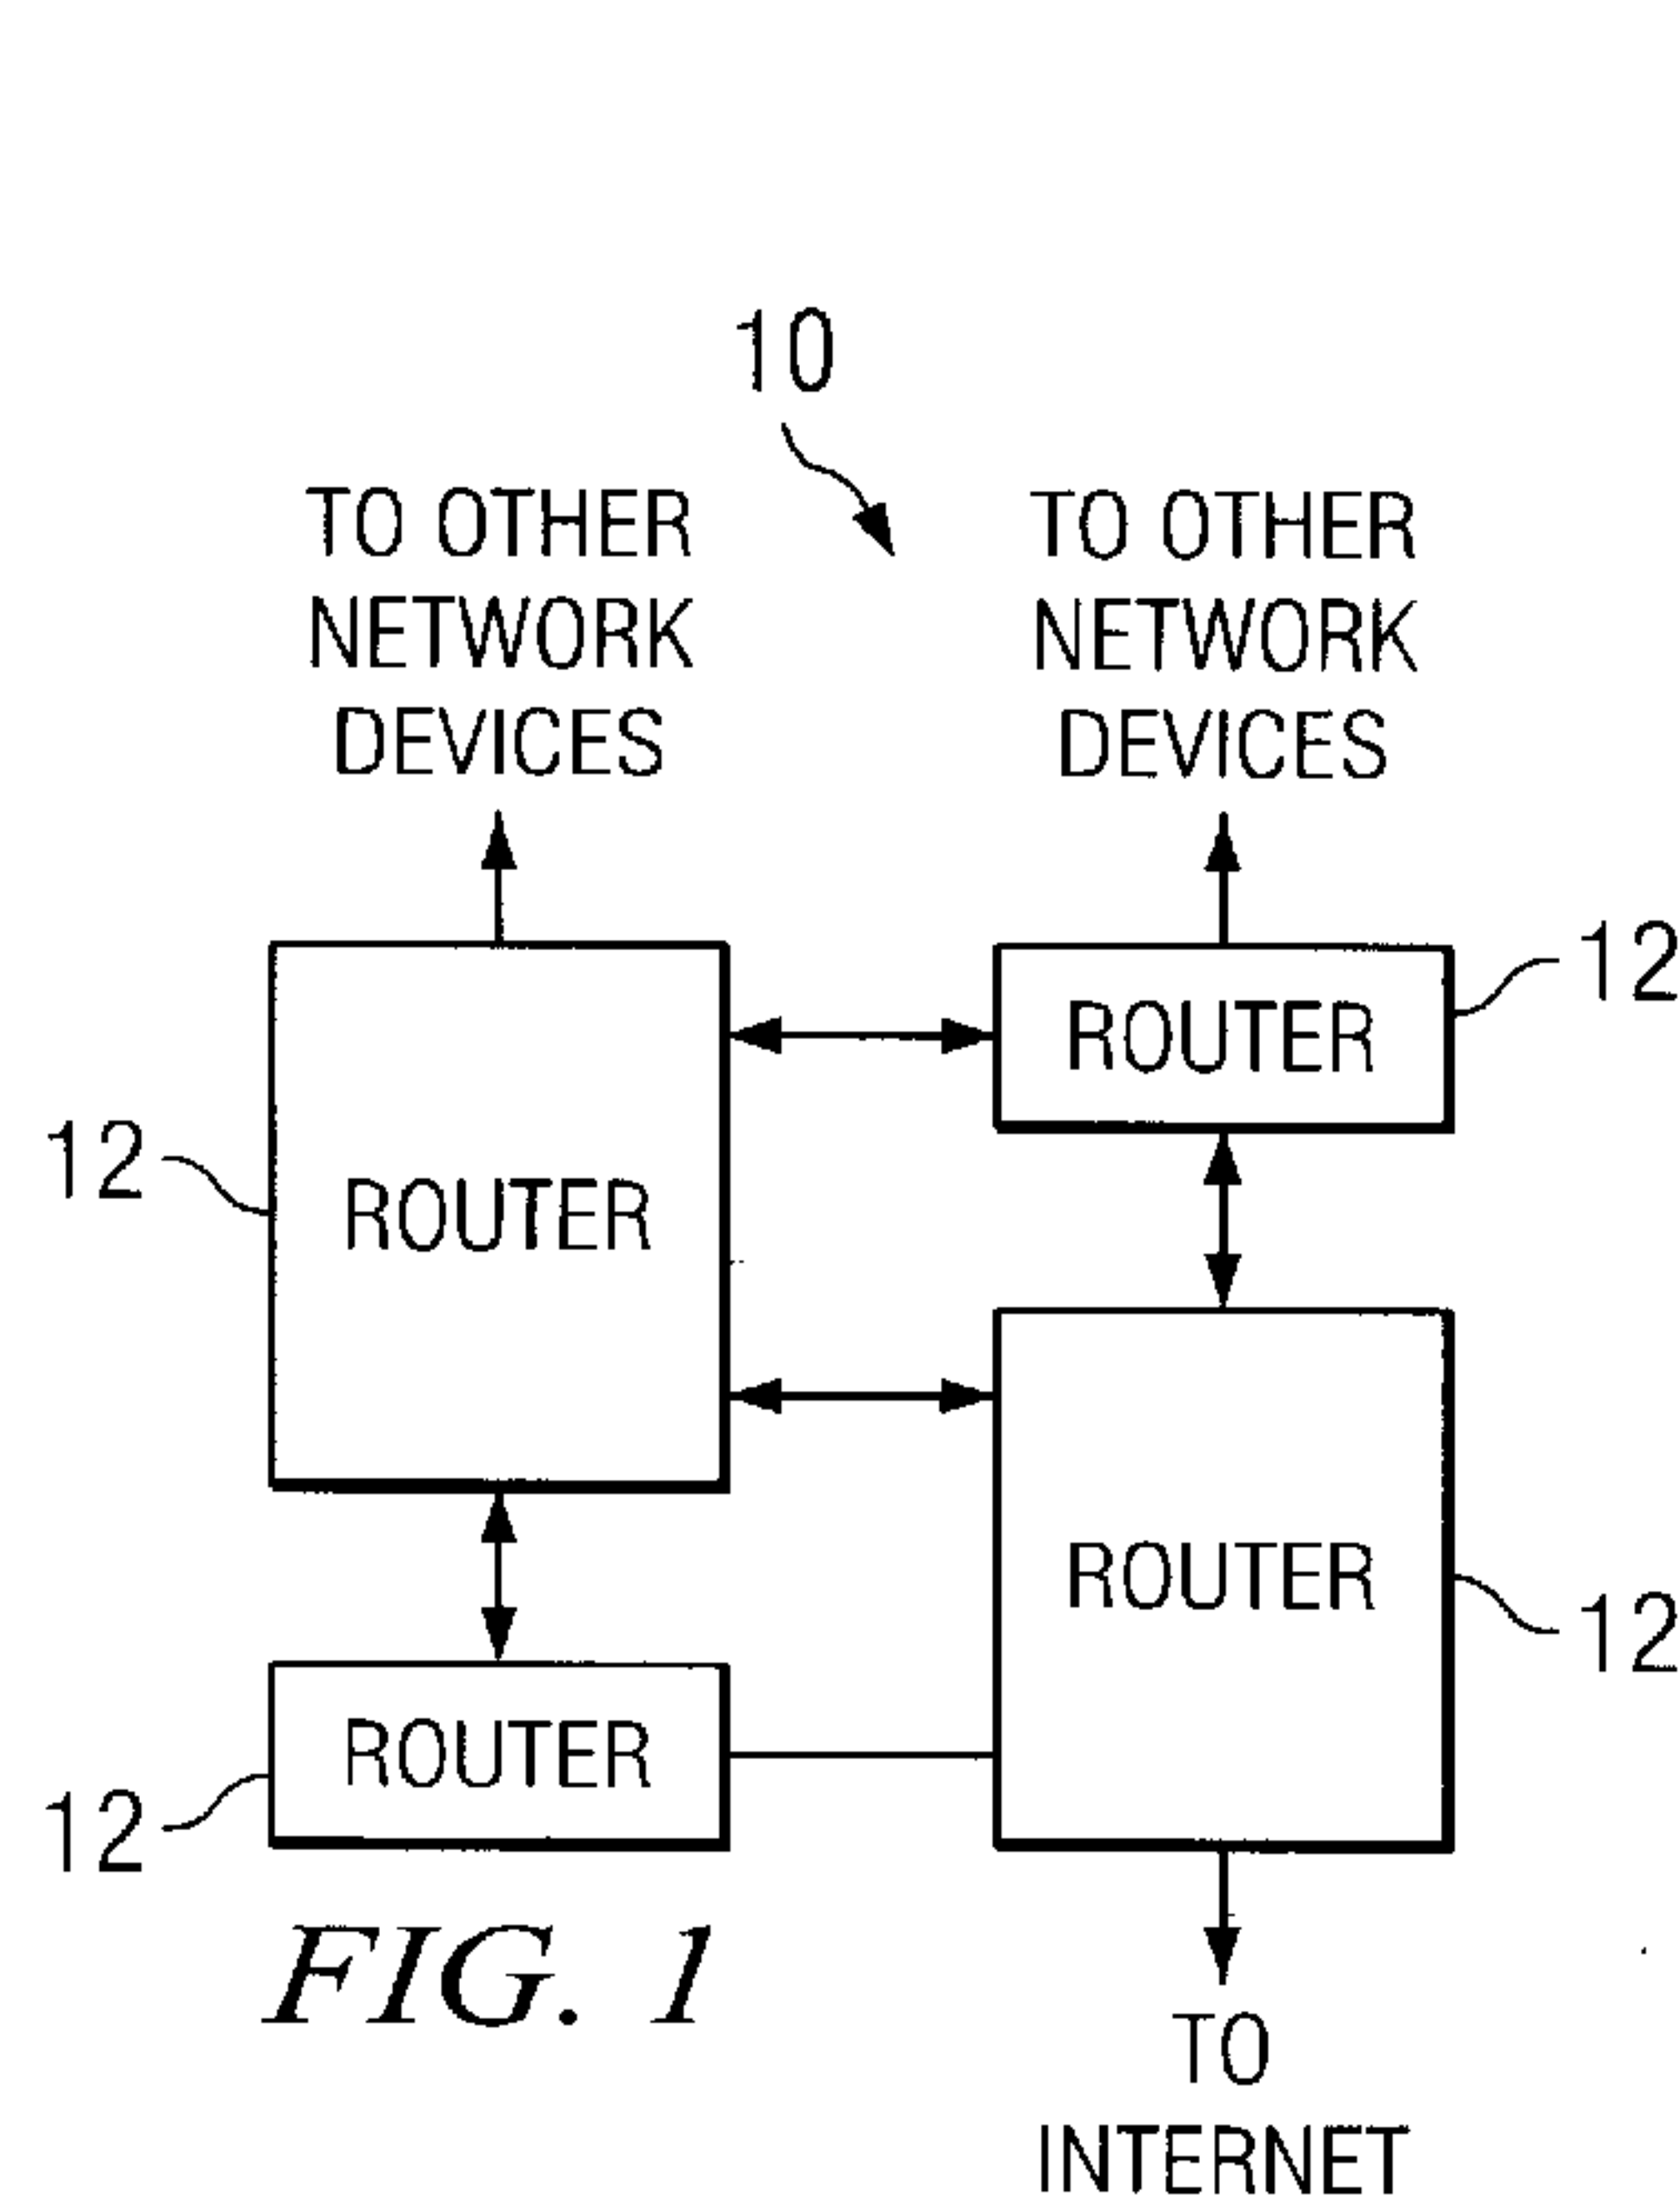 10
TO OTHER
NETWORK
DEVICES
TO OTHER
NETWORK
DEVICES
ROUTER
12
12
ROUTER
ROUTER
12
ROUTER
12
FIG. 1
TO
INTERNET